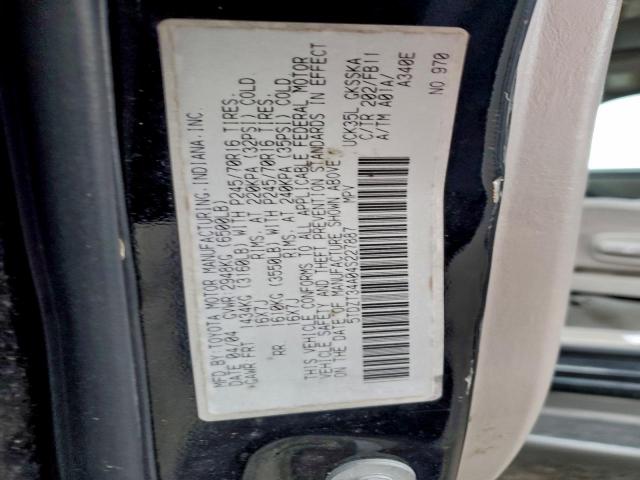 MFD.BY TOYOTA MOTOR MANUFACTURING.INDIANA.INC.
DATE 04/04 GVWR 2948KG (6500LB)
GAWR FRT 1434KG (3160LB) WITH P245/70R16 TIRES.
16X7J RIMS. AT 220KPA (32PSI) COLD
RR 1610KG (3550LB) WITH P245/70R16 TIRES.
16X7J RIMS. AT 240KPA (35PSI) COLD
THIS VEHICLE CONFORMS TO ALL APPLICABLE FEDERAL MOTOR
VEHICLE SAFETY AND THEFT PREVENTION STANDARDS IN EFFECT
ON THE DATE OF MANUFACTURE SHOWN ABOVE.
5TDZT34A04S227887 MPV
UCK35L GKSSKA
C/TR 202/FB11
A/TM A01A/
A340E
NO 970